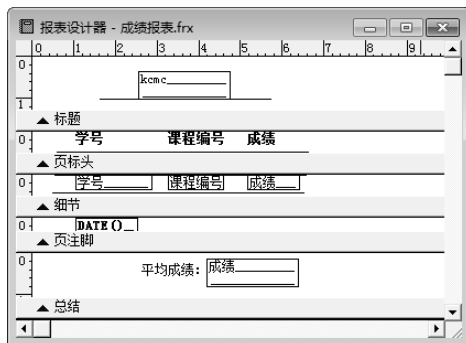 报表设计器 - 成绩报表.frx
0 1 2 3 4 5 6 7 8 9
0
kcmc
1
▲ 标题
0 学号 课程编号 成绩
▲ 页标头
0 学号 课程编号 成绩
▲ 细节
0 DATE()
▲ 页注脚
0
平均成绩: 成绩
▲ 总结